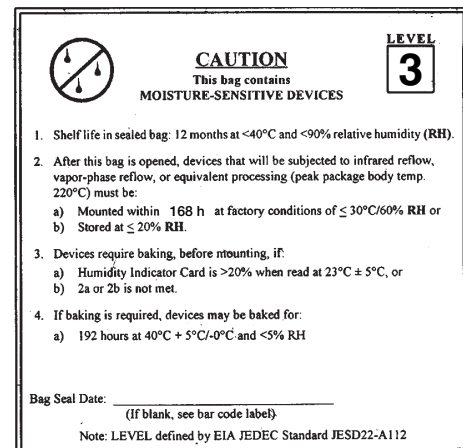 LEVEL
3
CAUTION
This bag contains
MOISTURE-SENSITIVE DEVICES
1. Shelf life in sealed bag: 12 months at <40°C and <90% relative humidity (RH).
2. After this bag is opened, devices that will be subjected to infrared reflow,
vapor-phase reflow, or equivalent processing (peak package body temp.
220°C) must be:
a) Mounted within 168 h at factory conditions of ≤ 30°C/60% RH or
b) Stored at ≤ 20% RH.
3. Devices require baking, before mounting, if:
a) Humidity Indicator Card is >20% when read at 23°C ± 5°C, or
b) 2a or 2b is not met.
4. If baking is required, devices may be baked for:
a) 192 hours at 40°C + 5°C/-0°C and <5% RH
Bag Seal Date:
(If blank, see bar code label)
Note: LEVEL defined by EIA JEDEC Standard JESD22-A112